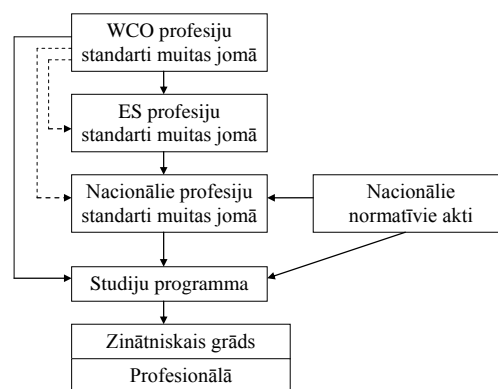 WCO profesiju
standarti muitas jomā
ES profesiju
standarti muitas jomā
Nacionālie profesiju
standarti muitas jomā
Nacionālie
normatīvie akti
Studiju programma
Zinātniskais grāds
Profesionālā